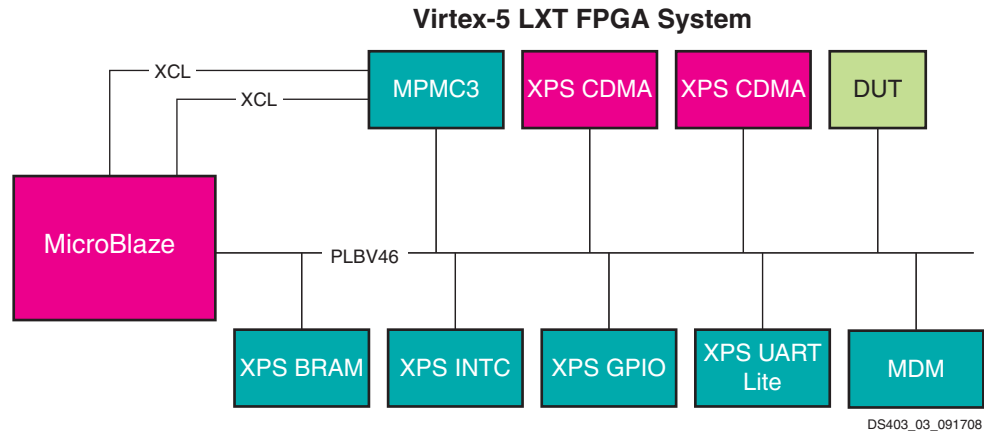 Virtex-5 LXT FPGA System
XCL
XCL
MPMC3
XPS CDMA
XPS CDMA
DUT
MicroBlaze
PLBV46
XPS BRAM
XPS INTC
XPS GPIO
XPS UART
Lite
MDM
DS403_03_091708